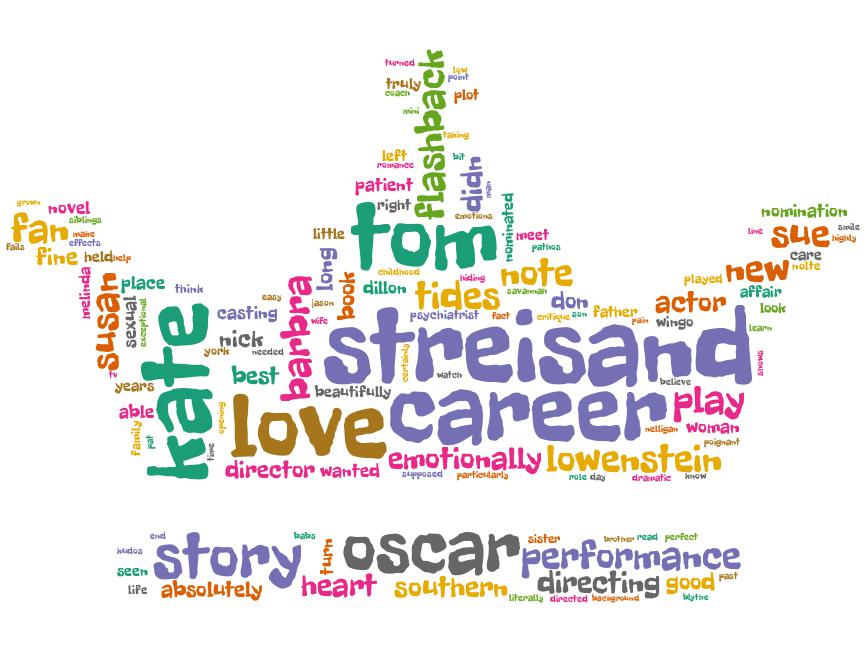 turned
low
point
truly
coach
plot
flashback
mini
taking
left
romance
bit
patient
didn
man
right
emotions
nominated
tom
little
long
meet
pathos
grown
novel
siblings
fan
make
effects
fails
fine
held
help
nomination
line
sue
smile
highly
care
nolte
new
played
affair
look
actor
learn
melinda
susan
place
think
sexual
exceptional
childhood
hiding
note
savannah
book
dillon
tides
don
easy
jason
barbra
wife
casting
psychiatrist
fact
critique
son
father
pain
wingo
kate
nick
york
needed
streisand
shows
tv
years
best
certainly
watch
believe
beautifully
able
opening
love
career
play
family
pat
nelligan
woman
poignant
time
director
wanted
emotionally
lowenstein
supposed
particularly
role
day
dramatic
know
end
babs
sister
brother
read
perfect
kudos
story
turn
oscar
performance
seen
life
absolutely
heart
southern
directing
good
past
literally
directed
background
blythe